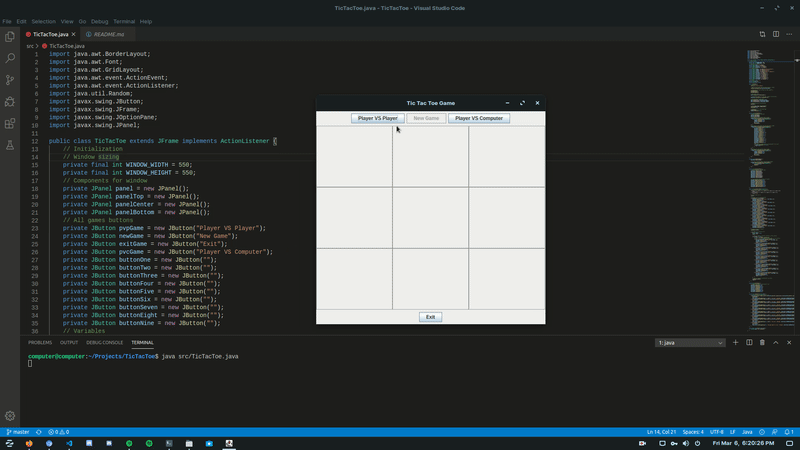 TicTacToe.java - TicTacToe - Visual Studio Code
File Edit Selection View Go Debug Terminal Help
TicTacToe.java README.md
src > TicTacToe.java
1 import java.awt.BorderLayout;
2 import java.awt.Font;
3 import java.awt.GridLayout;
4 import java.awt.event.ActionEvent;
5 import java.awt.event.ActionListener;
6 import java.util.Random;
7 import javax.swing.JButton;
8 import javax.swing.JFrame;
9 import javax.swing.JOptionPane;
10 import javax.swing.JPanel;
11
12 public class TicTacToe extends JFrame implements ActionListener {
13 // Initialization
14 // Window sizing
15 private final int WINDOW_WIDTH = 550;
16 private final int WINDOW_HEIGHT = 550;
17 // Components for window
18 private JPanel panel = new JPanel();
19 private JPanel panelTop = new JPanel();
20 private JPanel panelCenter = new JPanel();
21 private JPanel panelBottom = new JPanel();
22 // All games buttons
23 private JButton pvpGame = new JButton("Player VS Player");
24 private JButton newGame = new JButton("New Game");
25 private JButton exitGame = new JButton("Exit");
26 private JButton pvcGame = new JButton("Player VS Computer");
27 private JButton buttonOne = new JButton("");
28 private JButton buttonTwo = new JButton("");
29 private JButton buttonThree = new JButton("");
30 private JButton buttonFour = new JButton("");
31 private JButton buttonFive = new JButton("");
32 private JButton buttonSix = new JButton("");
33 private JButton buttonSeven = new JButton("");
34 private JButton buttonEight = new JButton("");
35 private JButton buttonNine = new JButton("");
36 // Variables
Tic Tac Toe Game
Player VS Player New Game Player VS Computer
Exit
PROBLEMS OUTPUT DEBUG CONSOLE TERMINAL 1: java
computer@computer:~/Projects/TicTacToe$ java src/TicTacToe.java
master 0 0 Ln 14, Col 21 Spaces: 4 UTF-8 LF Java 1
Fri Mar 6, 6:20:26 PM